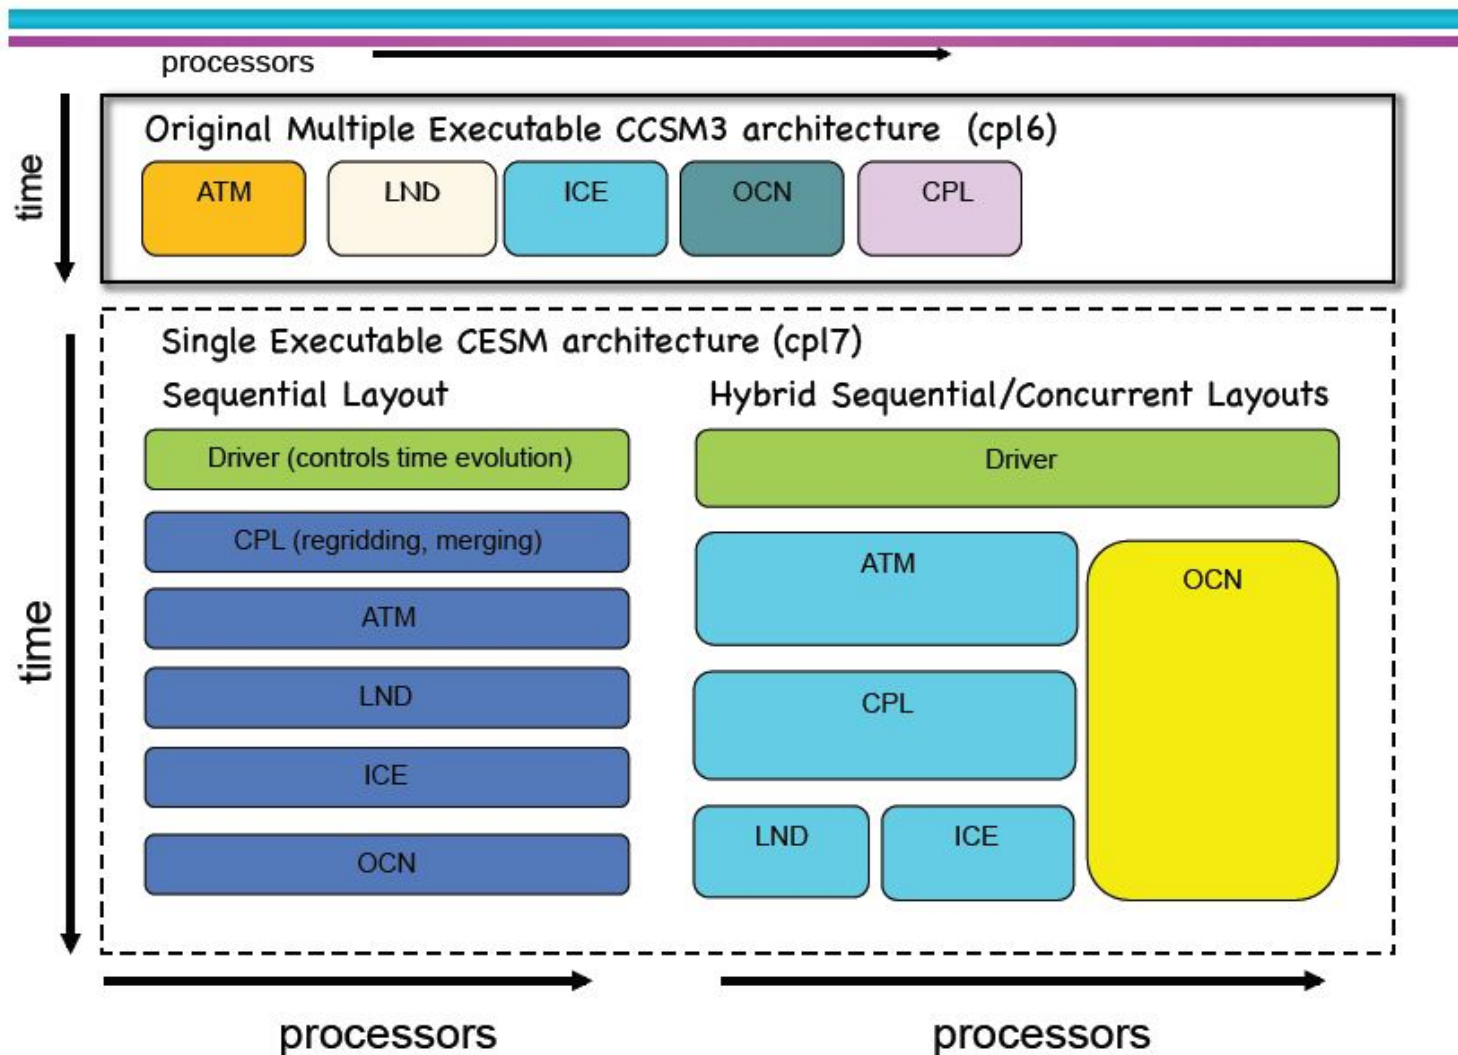 processors
time
Original Multiple Executable CCSM3 architecture (cpl6)
ATM
LND
ICE
OCN
CPL
time
Single Executable CESM architecture (cpl7)
Sequential Layout
Driver (controls time evolution)
CPL (regridding, merging)
ATM
LND
ICE
OCN
processors
Hybrid Sequential/Concurrent Layouts
Driver
ATM
OCN
CPL
LND
ICE
processors